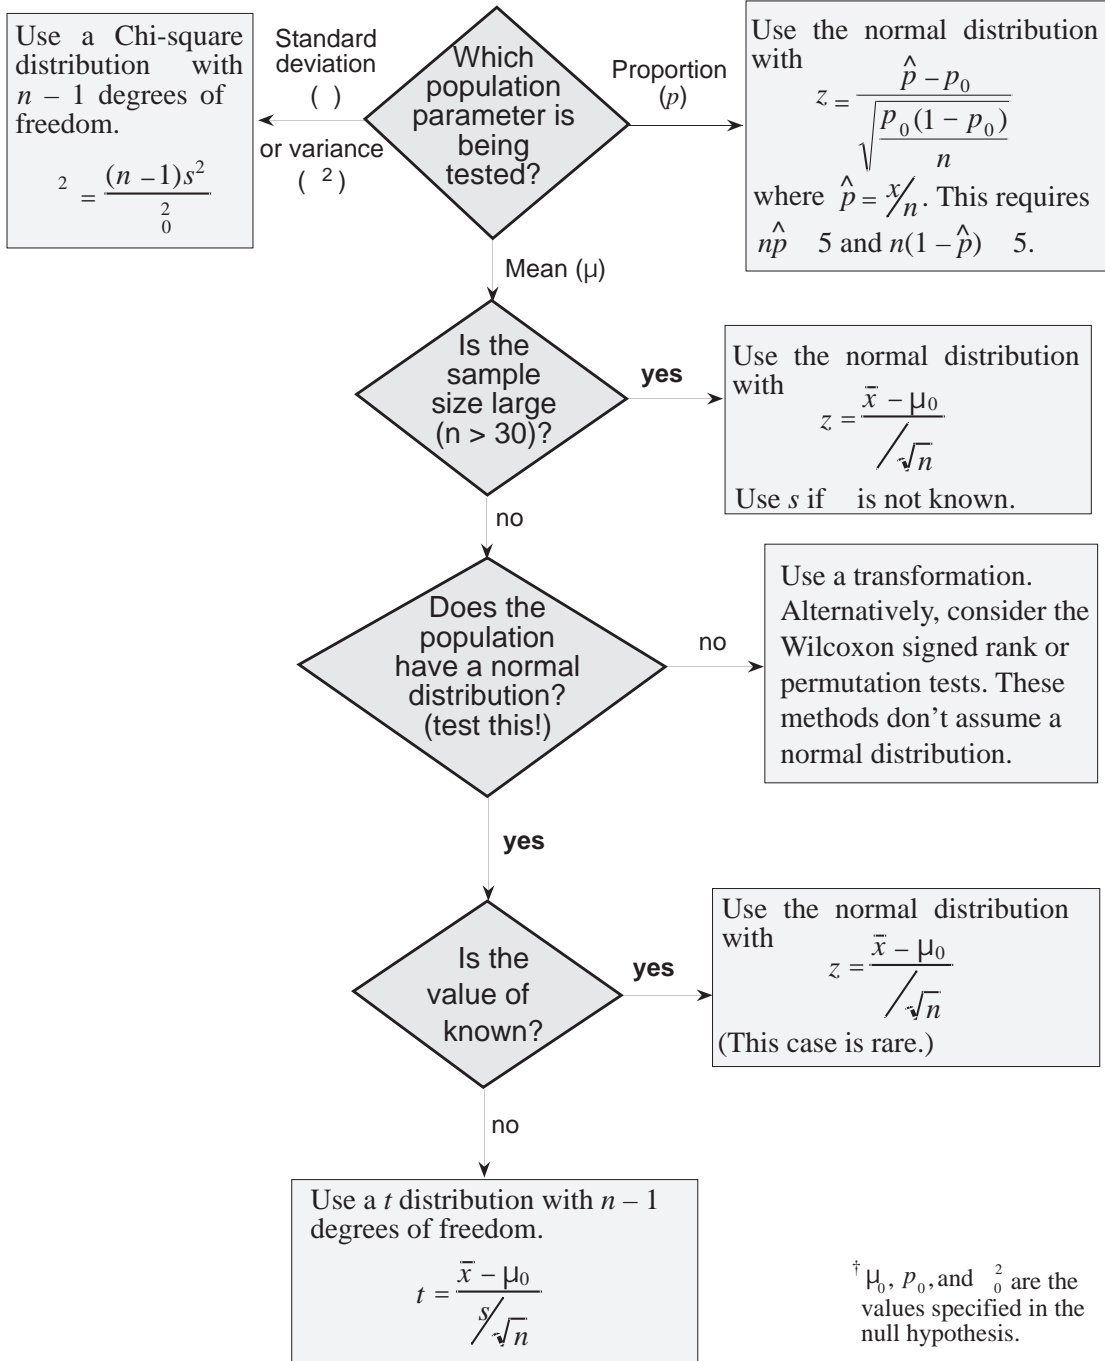 Which
population
parameter is
being
tested?
Standard
deviation
( )
or variance
( ²)
Use a Chi-square
distribution with
n – 1 degrees of
freedom.
² = (n – 1)s² / ²₀
Proportion
(p)
Use the normal distribution
with
z = (p̂ – p₀) / √(p₀(1 – p₀) / n)
where p̂ = x/n. This requires
np̂ 5 and n(1 – p̂) 5.
Mean (µ)
Is the
sample
size large
(n > 30)?
yes
Use the normal distribution
with
z = (x̄ – µ₀) / ( /√n)
Use s if is not known.
no
Does the
population
have a normal
distribution?
(test this!)
no
Use a transformation.
Alternatively, consider the
Wilcoxon signed rank or
permutation tests. These
methods don’t assume a
normal distribution.
yes
Is the
value of
known?
yes
Use the normal distribution
with
z = (x̄ – µ₀) / ( /√n)
(This case is rare.)
no
Use a t distribution with n – 1
degrees of freedom.
t = (x̄ – µ₀) / (s/√n)
† µ₀, p₀, and ²₀ are the
values specified in the
null hypothesis.